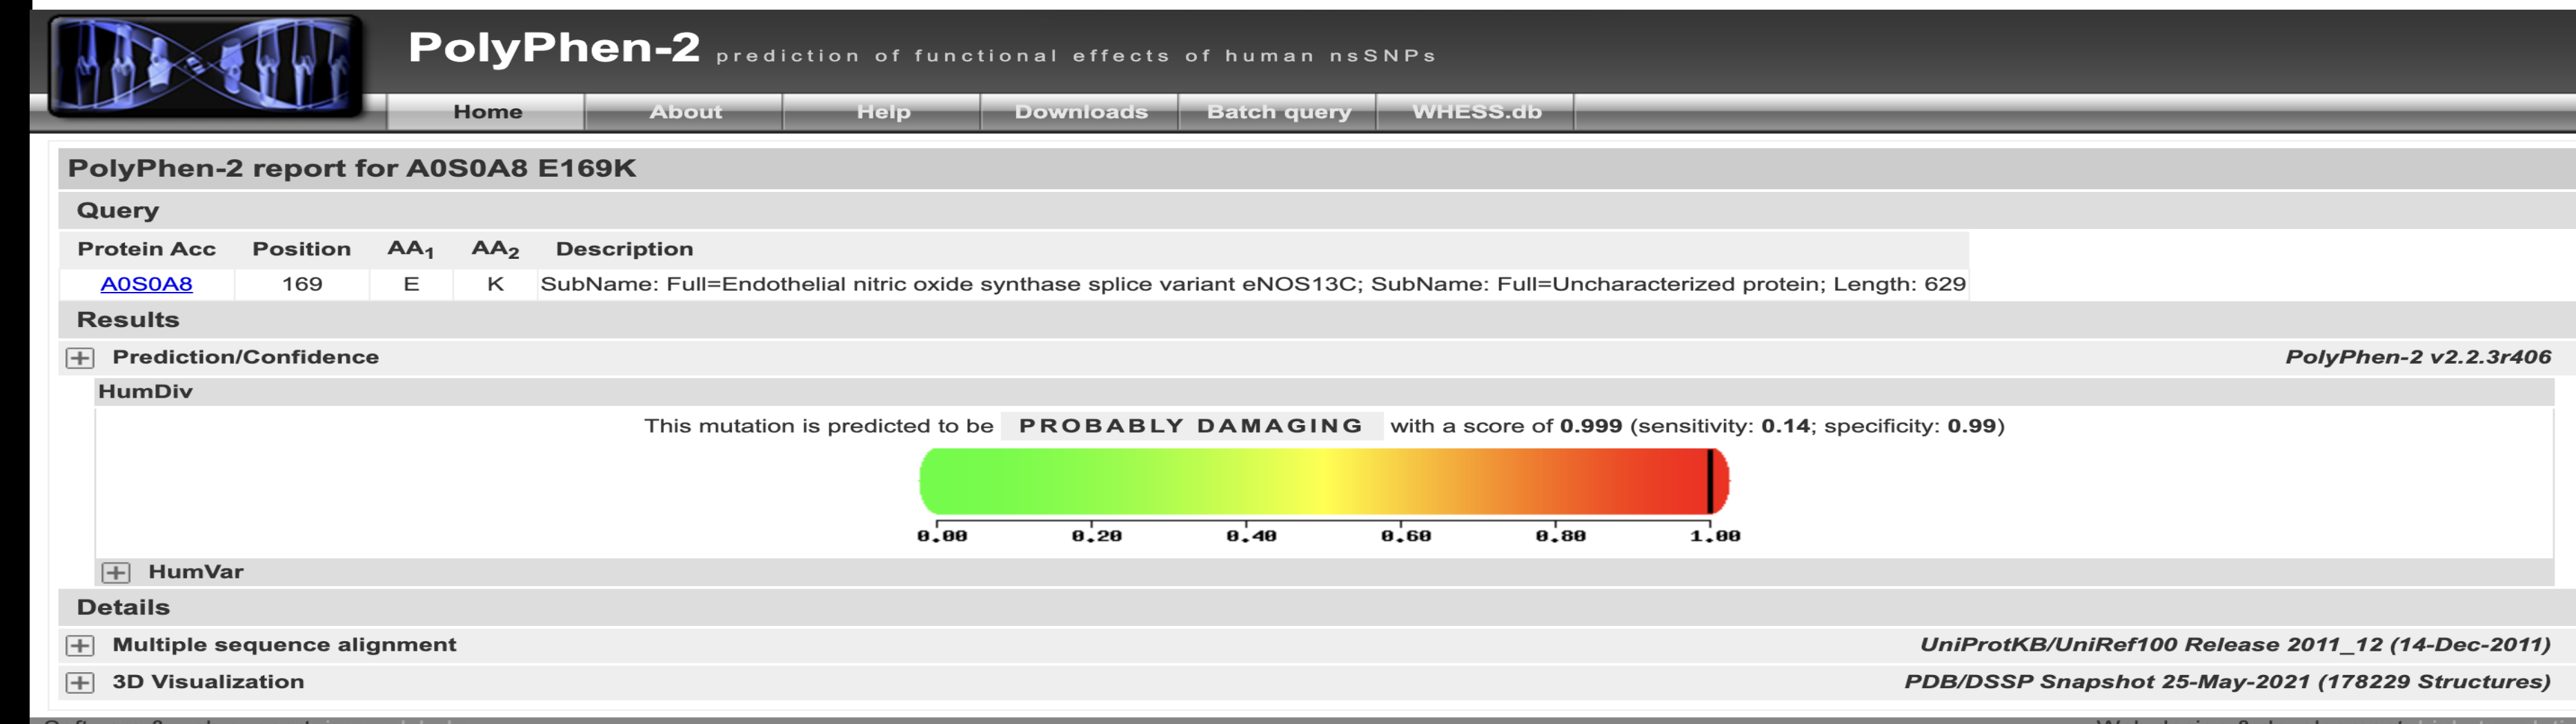 PolyPhen-2 prediction of functional effects of human nsSNPs
Home About Help Downloads Batch query WHESS.db
PolyPhen-2 report for A0S0A8 E169K
Query
Protein Acc Position AA1 AA2 Description
A0S0A8 169 E K SubName: Full=Endothelial nitric oxide synthase splice variant eNOS13C; SubName: Full=Uncharacterized protein; Length: 629
Results
Prediction/Confidence PolyPhen-2 v2.2.3r406
HumDiv
This mutation is predicted to be PROBABLY DAMAGING with a score of 0.999 (sensitivity: 0.14; specificity: 0.99)
0.00 0.20 0.40 0.60 0.80 1.00
HumVar
Details
Multiple sequence alignment UniProtKB/UniRef100 Release 2011_12 (14-Dec-2011)
3D Visualization PDB/DSSP Snapshot 25-May-2021 (178229 Structures)